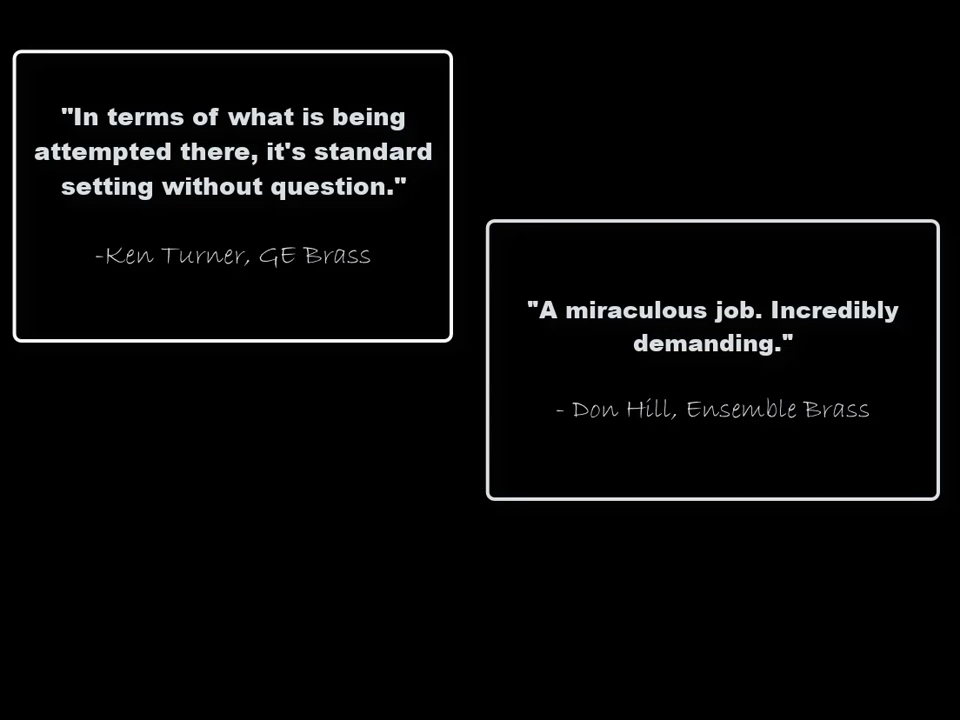 "In terms of what is being
attempted there, it's standard
setting without question."
-Ken Turner, GE Brass
"A miraculous job. Incredibly
demanding."
- Don Hill, Ensemble Brass